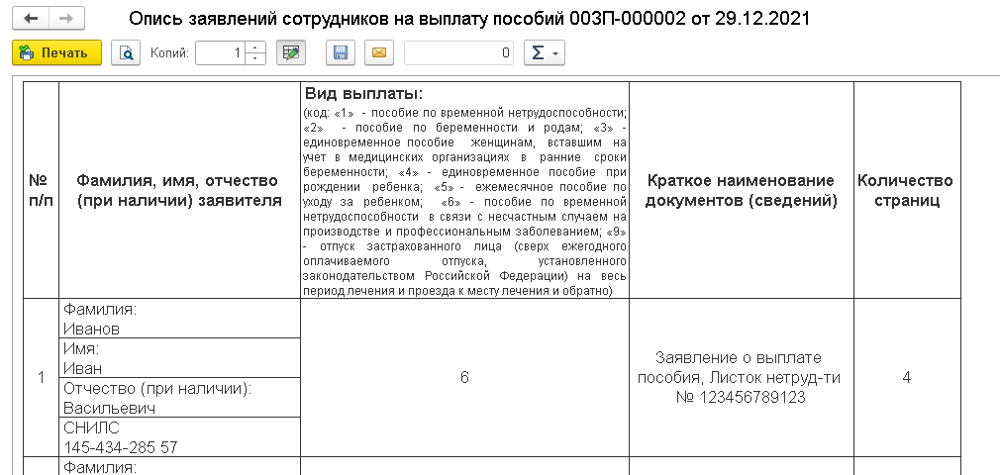 Опись заявлений сотрудников на выплату пособий 00ЗП-000002 от 29.12.2021
Печать
Копий:
1
0
Σ
№
п/п
Фамилия, имя, отчество
(при наличии) заявителя
Вид выплаты:
(код: «1» - пособие по временной нетрудоспособности;
«2» - пособие по беременности и родам; «3» -
единовременное пособие женщинам, вставшим на
учет в медицинских организациях в ранние сроки
беременности; «4» - единовременное пособие при
рождении ребенка; «5» - ежемесячное пособие по
уходу за ребенком; «6» - пособие по временной
нетрудоспособности в связи с несчастным случаем на
производстве и профессиональным заболеванием; «9»
- отпуск застрахованного лица (сверх ежегодного
оплачиваемого отпуска, установленного
законодательством Российской Федерации) на весь
период лечения и проезда к месту лечения и обратно)
Краткое наименование
документов (сведений)
Количество
страниц
1
Фамилия:
Иванов
Имя:
Иван
Отчество (при наличии):
Васильевич
СНИЛС
145-434-285 57
6
Заявление о выплате
пособия, Листок нетруд-ти
№ 123456789123
4
Фамилия: